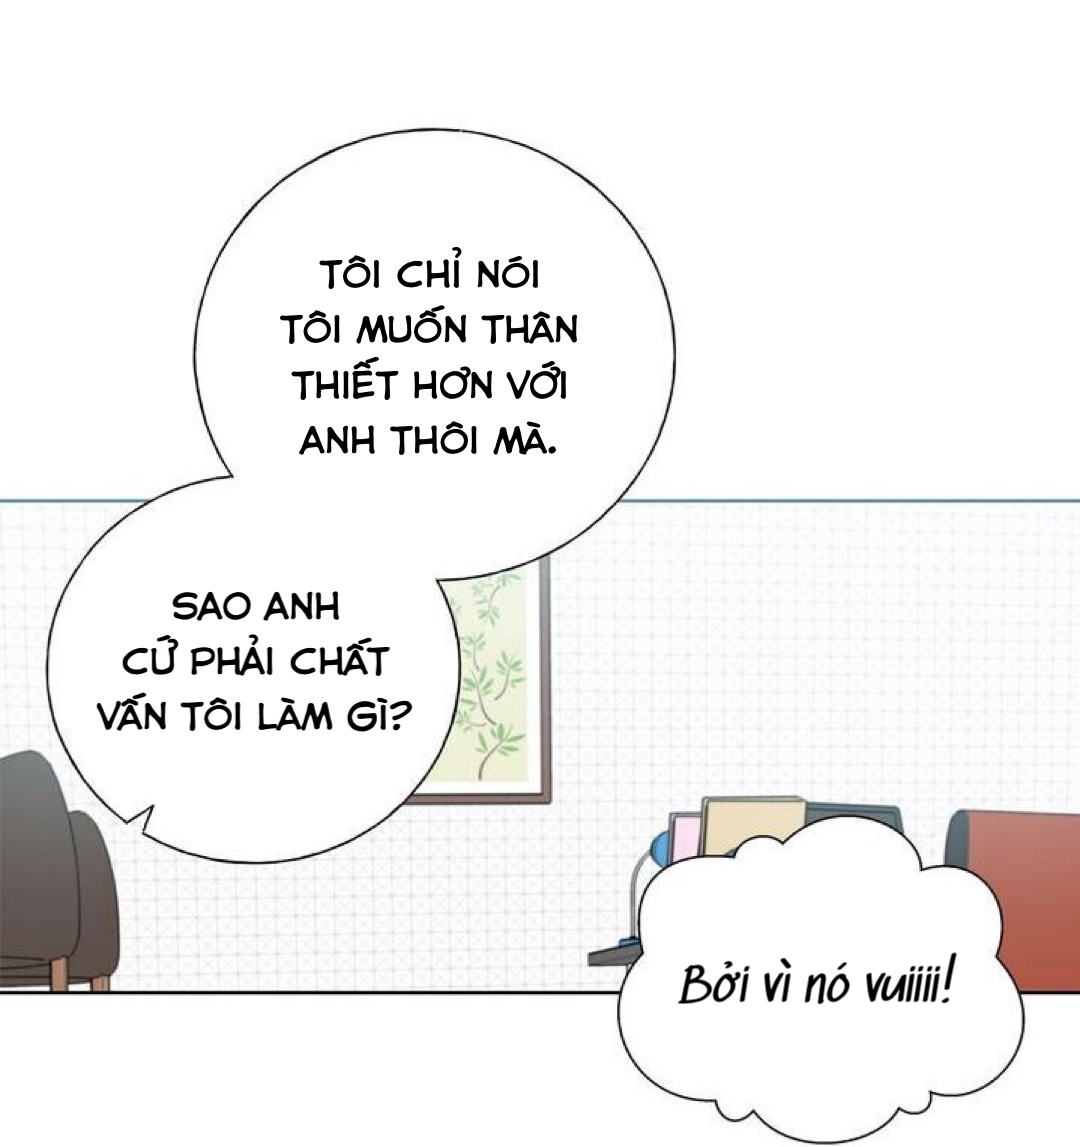 TÔI CHỈ NÓI
TÔI MUỐN THÂN
THIẾT HƠN VỚI
ANH THÔI MÀ.
SAO ANH
CỨ PHẢI CHẤT
VẤN TÔI LÀM GÌ?
Bởi vì nó vuiiii!